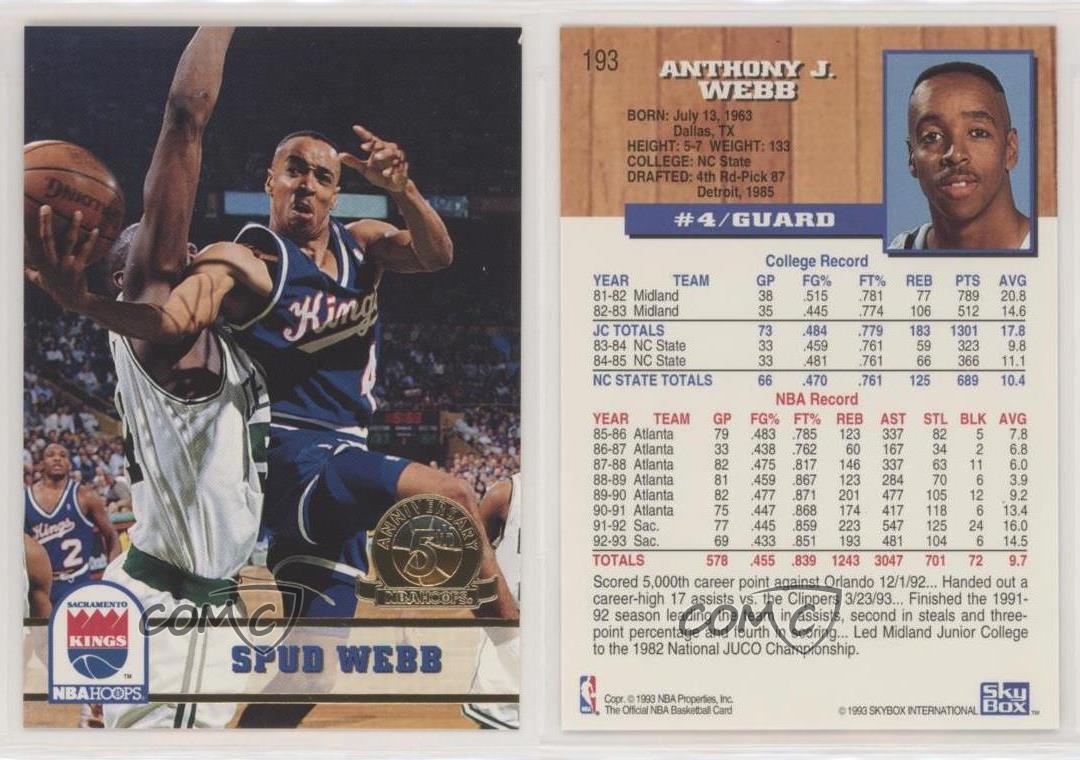 Kings
4
Kings
2
ANNIVERSARY
5TH
NBA HOOPS
SACRAMENTO
KINGS
TM
NBA HOOPS
SPUD WEBB
COMC
193
ANTHONY J.
WEBB
BORN: July 13, 1963
Dallas, TX
HEIGHT: 5-7 WEIGHT: 133
COLLEGE: NC State
DRAFTED: 4th Rd-Pick 87
Detroit, 1985
#4/GUARD
College Record
YEAR TEAM GP FG% FT% REB PTS AVG
81-82 Midland 38 .515 .781 77 789 20.8
82-83 Midland 35 .445 .774 106 512 14.6
JC TOTALS 73 .484 .779 183 1301 17.8
83-84 NC State 33 .459 .761 59 323 9.8
84-85 NC State 33 .481 .761 66 366 11.1
NC STATE TOTALS 66 .470 .761 125 689 10.4
NBA Record
YEAR TEAM GP FG% FT% REB AST STL BLK AVG
85-86 Atlanta 79 .483 .785 123 337 82 5 7.8
86-87 Atlanta 33 .438 .762 60 167 34 2 6.8
87-88 Atlanta 82 .475 .817 146 337 63 11 6.0
88-89 Atlanta 81 .459 .867 123 284 70 6 3.9
89-90 Atlanta 82 .477 .871 201 477 105 12 9.2
90-91 Atlanta 75 .447 .868 174 417 118 6 13.4
91-92 Sac. 77 .445 .859 223 547 125 24 16.0
92-93 Sac. 69 .433 .851 193 481 104 6 14.5
TOTALS 578 .455 .839 1243 3047 701 72 9.7
Scored 5,000th career point against Orlando 12/1/92... Handed out a
career-high 17 assists vs. the Clippers 3/23/93... Finished the 1991-
92 season leading the team in assists, second in steals and three-
point percentage and fourth in scoring... Led Midland Junior College
to the 1982 National JUCO Championship.
COMC
NBA
Copr. © 1993 NBA Properties, Inc.
The Official NBA Basketball Card
© 1993 SKYBOX INTERNATIONAL
SkyBox TM